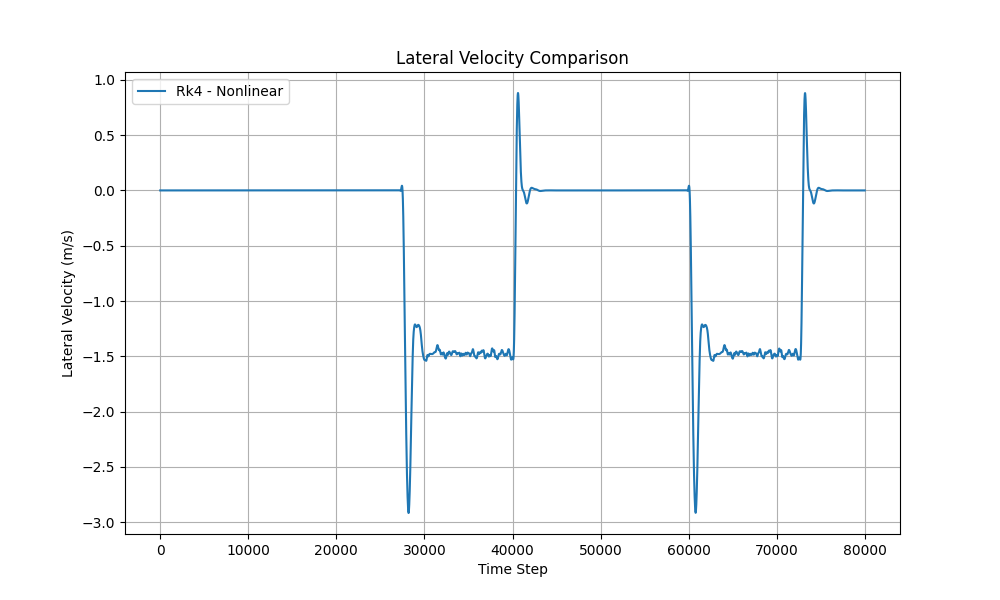 Lateral Velocity Comparison
Rk4 - Nonlinear
Lateral Velocity (m/s)
1.0
0.5
0.0
−0.5
−1.0
−1.5
−2.0
−2.5
−3.0
0 10000 20000 30000 40000 50000 60000 70000 80000
Time Step